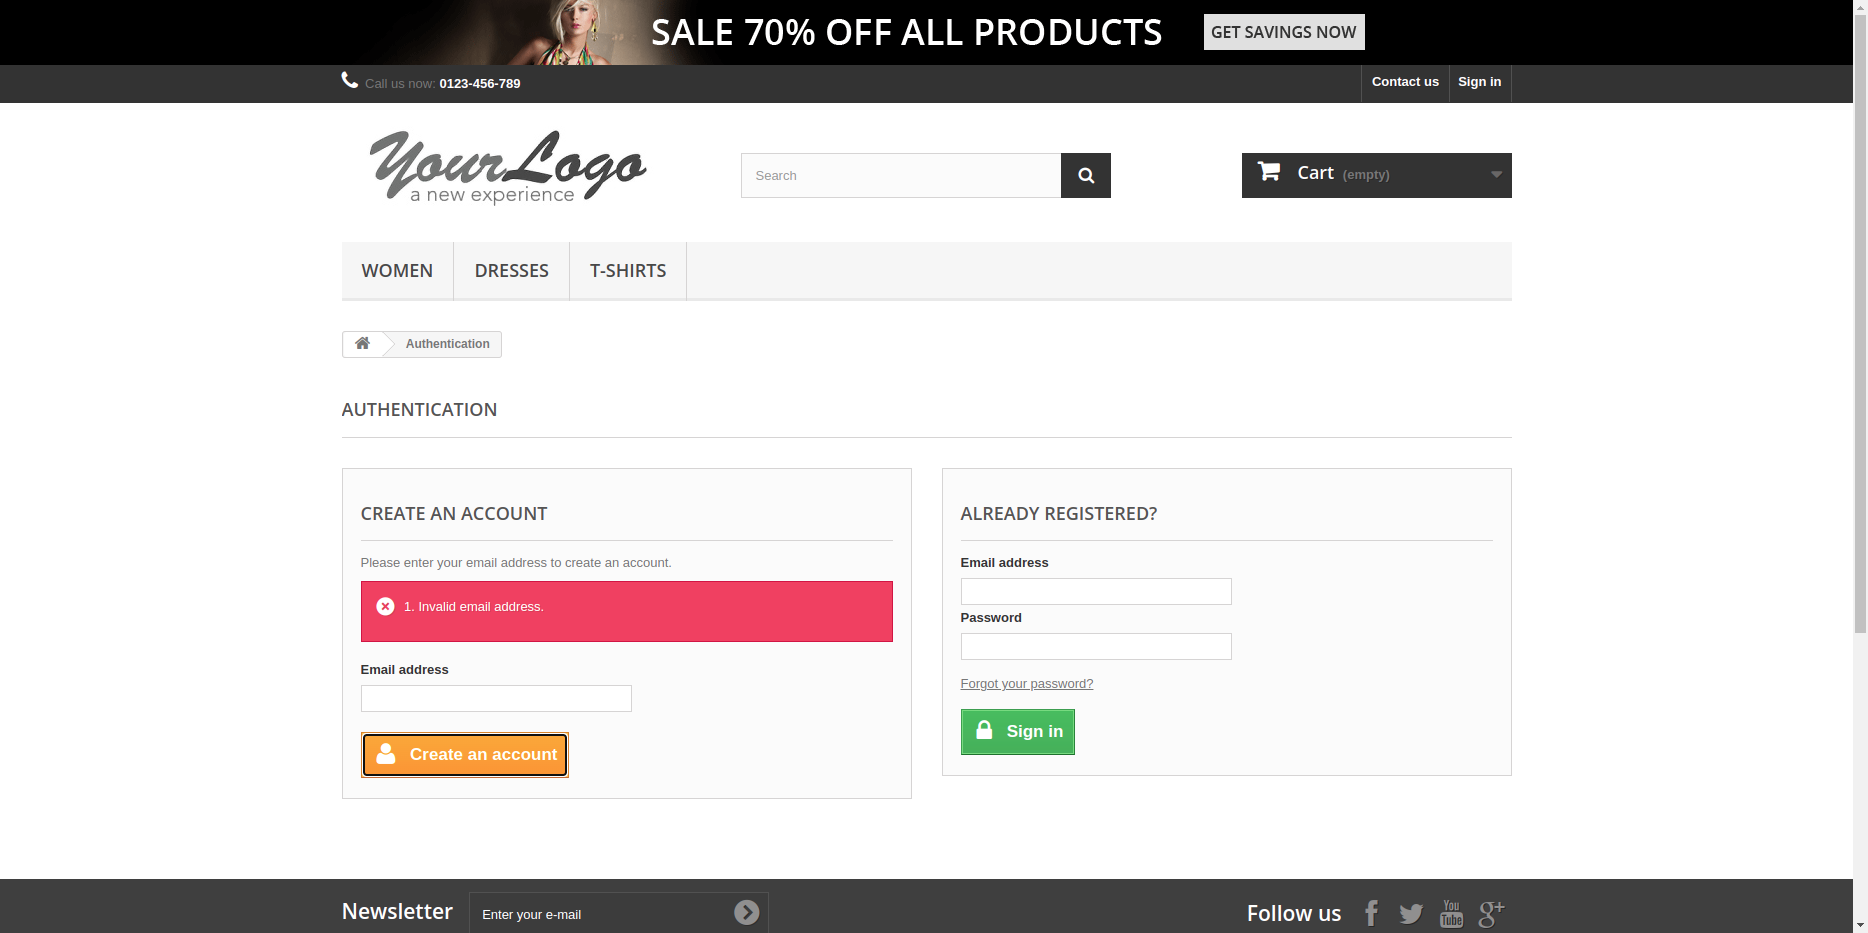 SALE 70% OFF ALL PRODUCTS GET SAVINGS NOW
Call us now: 0123-456-789
Contact us Sign in
YourLogo
a new experience
Search
Cart (empty)
WOMEN DRESSES T-SHIRTS
Authentication
AUTHENTICATION
CREATE AN ACCOUNT
Please enter your email address to create an account.
1. Invalid email address.
Email address
Create an account
ALREADY REGISTERED?
Email address
Password
Forgot your password?
Sign in
Newsletter
Enter your e-mail
Follow us
You
Tube
g+